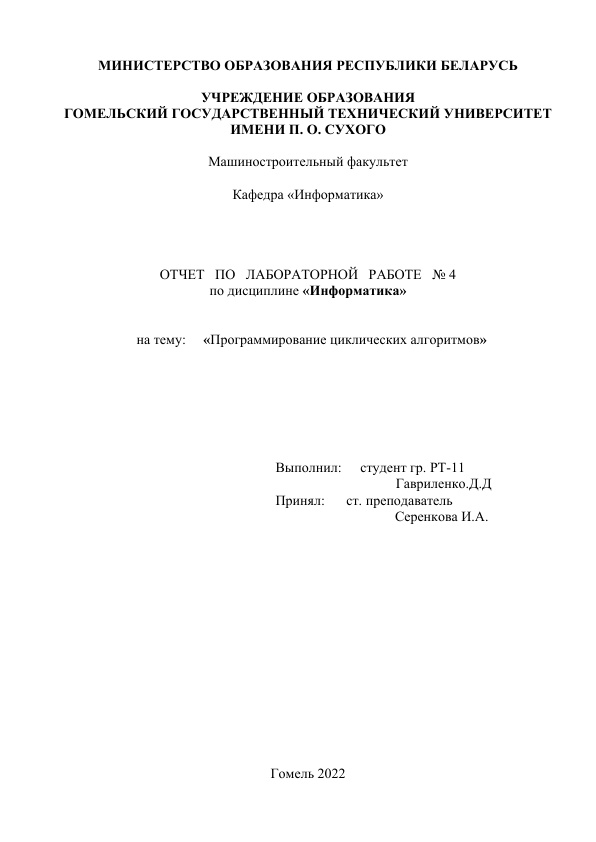 МИНИСТЕРСТВО ОБРАЗОВАНИЯ РЕСПУБЛИКИ БЕЛАРУСЬ
УЧРЕЖДЕНИЕ ОБРАЗОВАНИЯ
ГОМЕЛЬСКИЙ ГОСУДАРСТВЕННЫЙ ТЕХНИЧЕСКИЙ УНИВЕРСИТЕТ
ИМЕНИ П. О. СУХОГО
Машиностроительный факультет
Кафедра «Информатика»
ОТЧЕТ ПО ЛАБОРАТОРНОЙ РАБОТЕ № 4
по дисциплине «Информатика»
на тему: «Программирование циклических алгоритмов»
Выполнил: студент гр. РТ-11
Гавриленко.Д.Д
Принял: ст. преподаватель
Серенкова И.А.
Гомель 2022